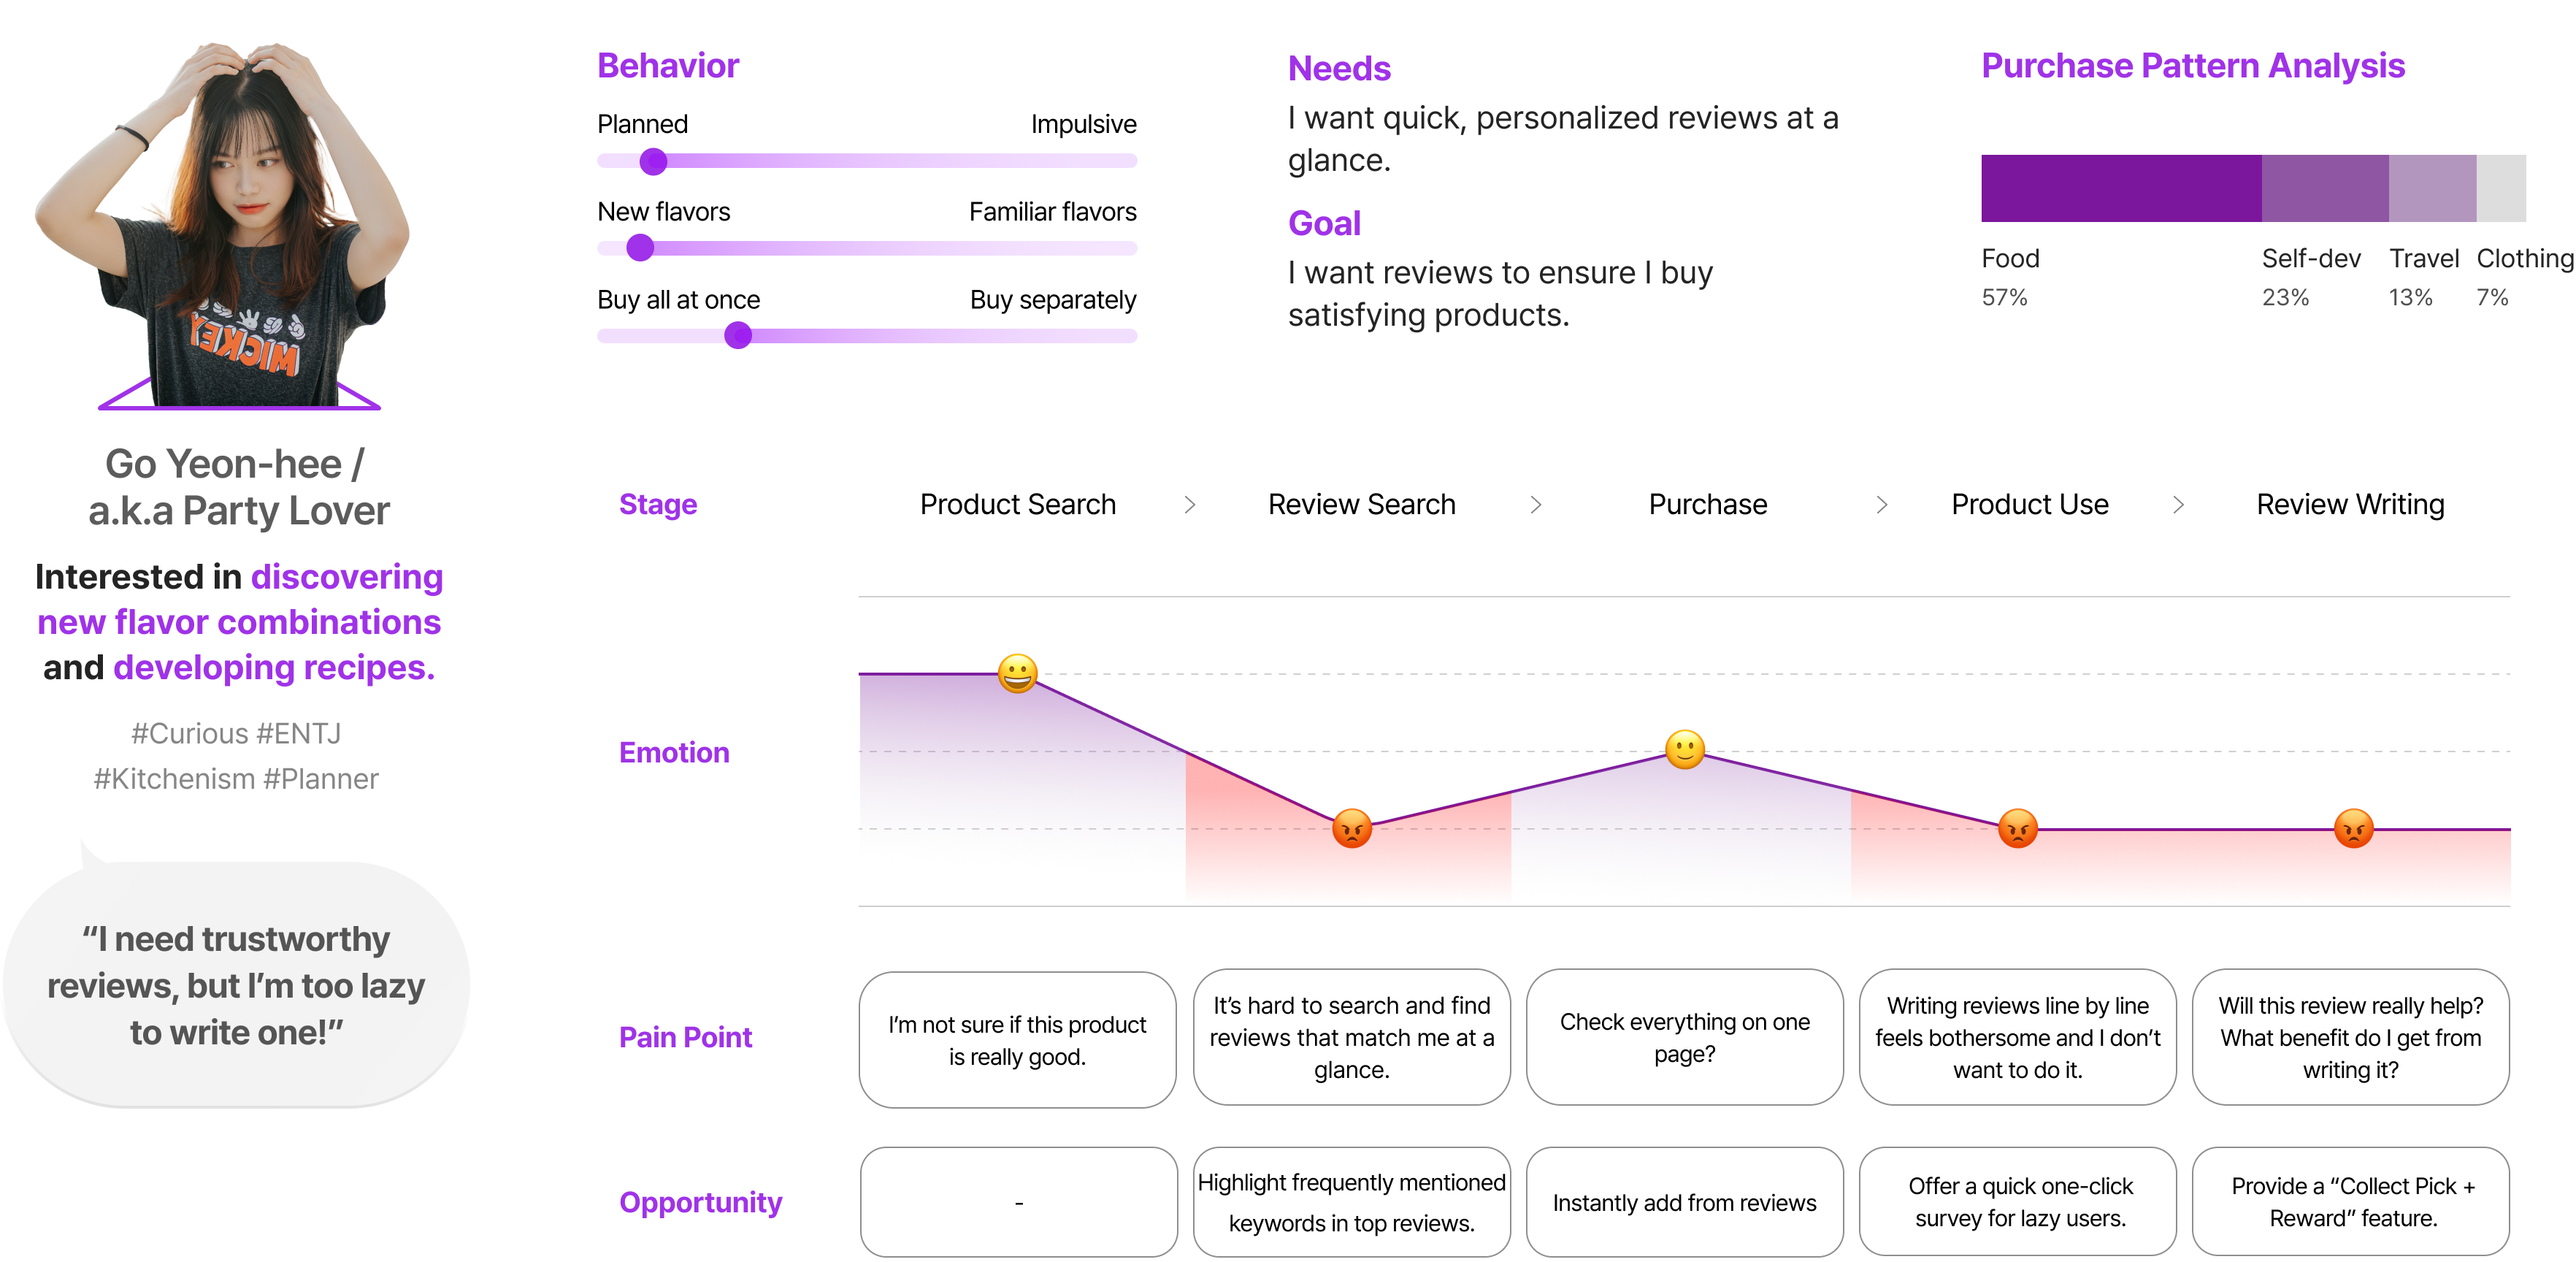 MICKEY
Go Yeon-hee /
a.k.a Party Lover
Interested in discovering
new flavor combinations
and developing recipes.
#Curious #ENTJ
#Kitchenism #Planner
“I need trustworthy
reviews, but I’m too lazy
to write one!”
Behavior
Planned Impulsive
New flavors Familiar flavors
Buy all at once Buy separately
Needs
I want quick, personalized reviews at a
glance.
Goal
I want reviews to ensure I buy
satisfying products.
Purchase Pattern Analysis
Food Self-dev Travel Clothing
57% 23% 13% 7%
Stage Product Search > Review Search > Purchase > Product Use > Review Writing
Emotion
Pain Point
I’m not sure if this product
is really good.
It’s hard to search and find
reviews that match me at a
glance.
Check everything on one
page?
Writing reviews line by line
feels bothersome and I don’t
want to do it.
Will this review really help?
What benefit do I get from
writing it?
Opportunity
-
Highlight frequently mentioned
keywords in top reviews.
Instantly add from reviews
Offer a quick one-click
survey for lazy users.
Provide a “Collect Pick +
Reward” feature.